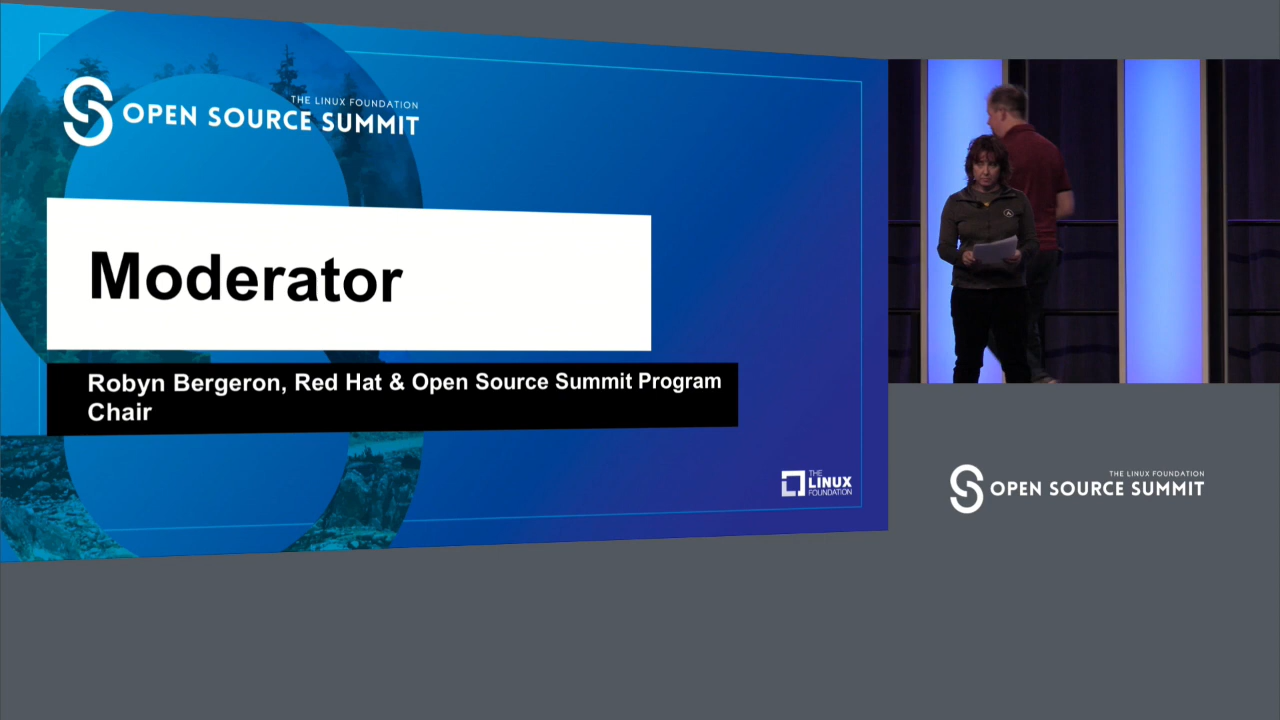 THE LINUX FOUNDATION
OPEN SOURCE SUMMIT
Moderator
Robyn Bergeron, Red Hat & Open Source Summit Program
Chair
THE
LINUX
FOUNDATION
THE LINUX FOUNDATION
OPEN SOURCE SUMMIT